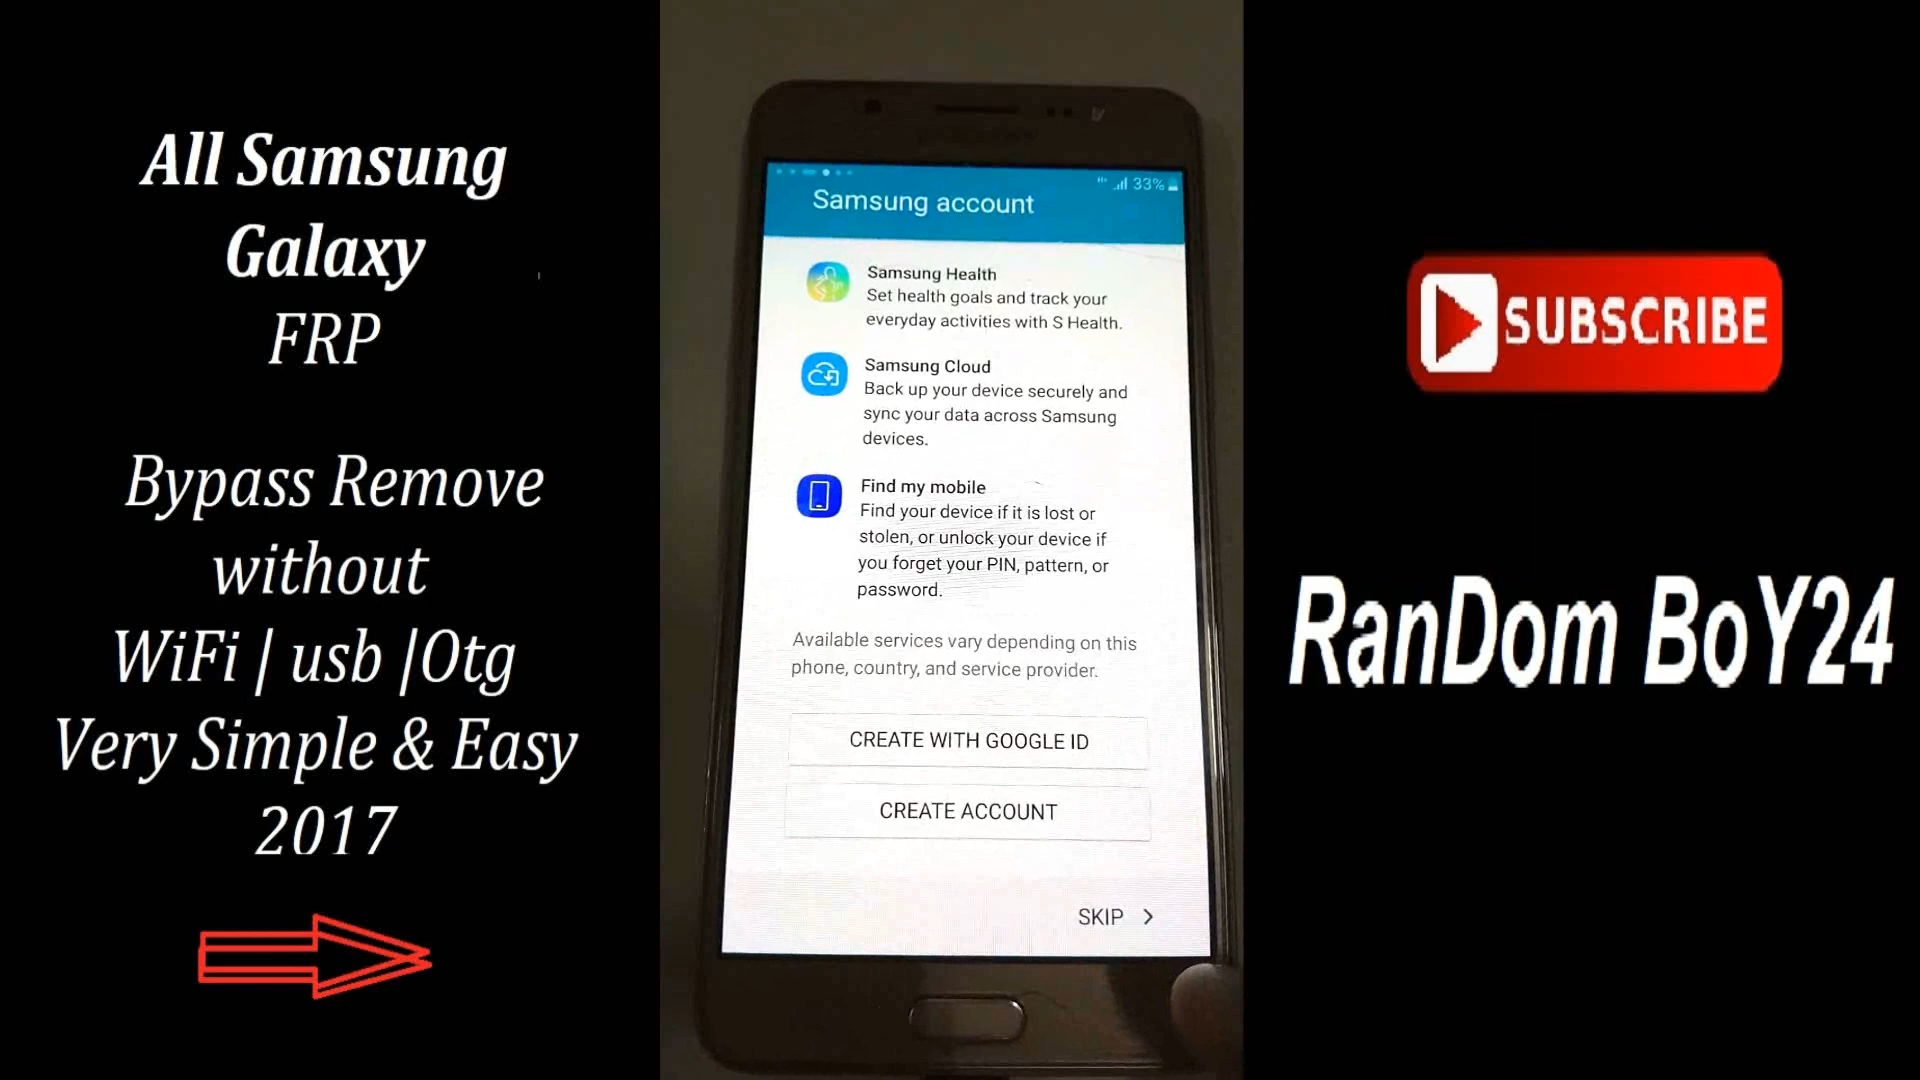 All Samsung
Galaxy
FRP
Bypass Remove
without
WiFi | usb |Otg
Very Simple & Easy
2017
33%
Samsung account
Samsung Health
Set health goals and track your
everyday activities with S Health.
Samsung Cloud
Back up your device securely and
sync your data across Samsung
devices.
Find my mobile
Find your device if it is lost or
stolen, or unlock your device if
you forget your PIN, pattern, or
password.
Available services vary depending on this
phone, country, and service provider.
CREATE WITH GOOGLE ID
CREATE ACCOUNT
SKIP >
SUBSCRIBE
RanDom BoY24